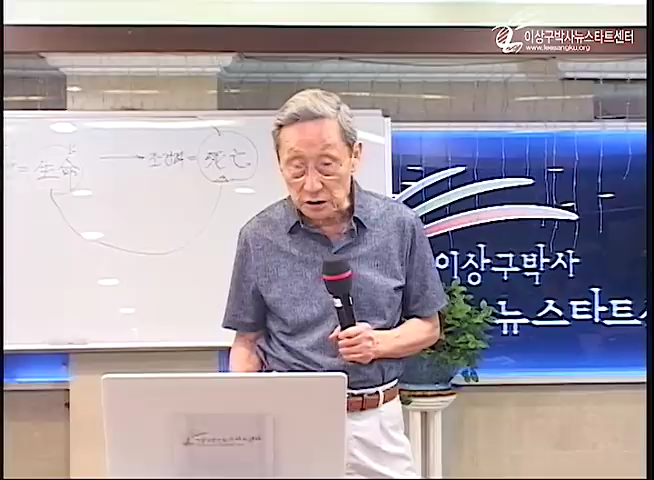 이상구박사뉴스타트센터
www.leesangku.org
= 生命 → = 死亡
이상구박사
뉴스타트